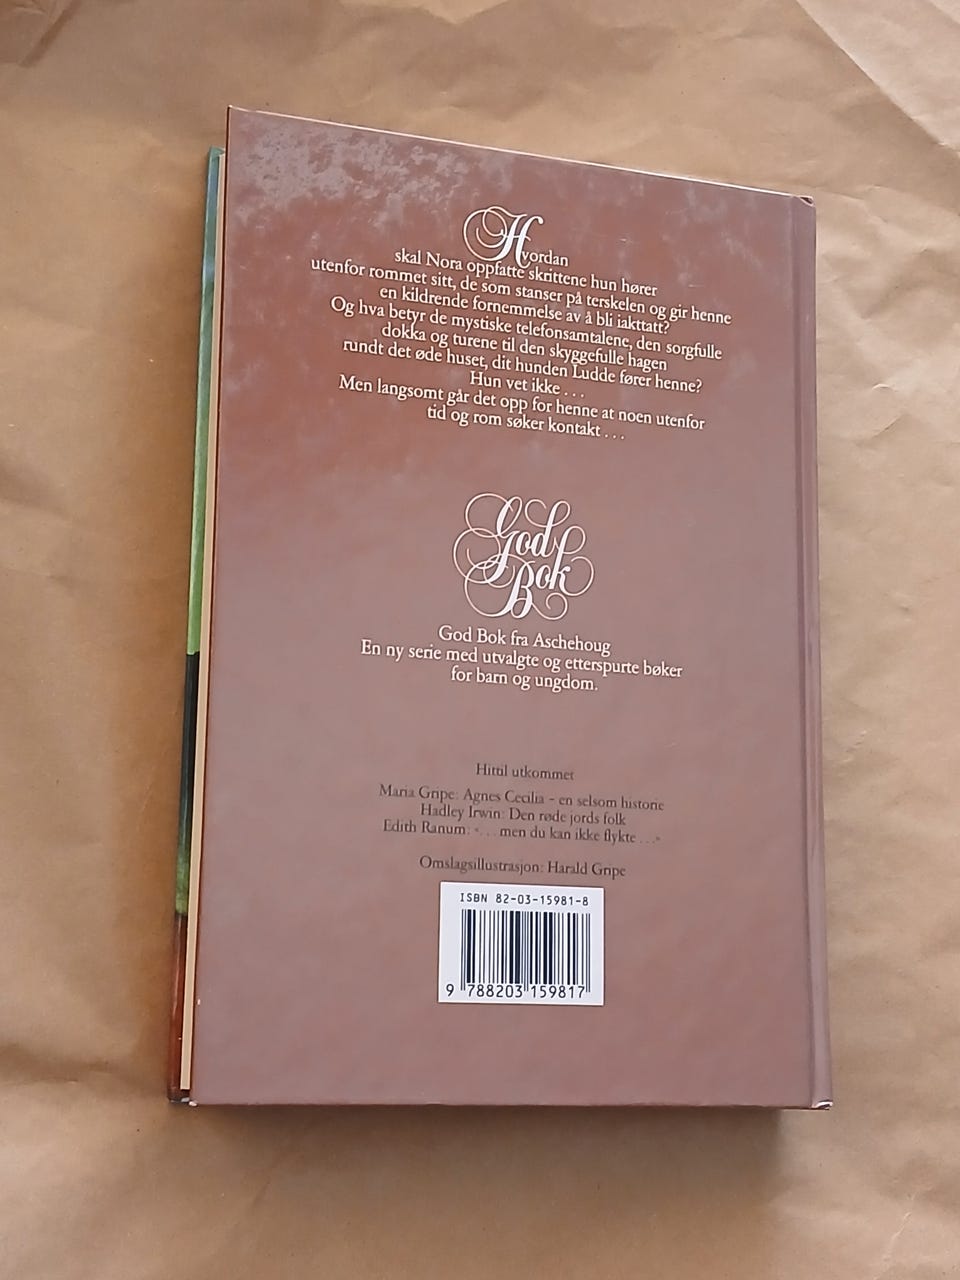 Hvordan
skal Nora oppfatte skrittene hun hører
utenfor rommet sitt, de som stanser på terskelen og gir henne
en kildrende fornemmelse av å bli iakttatt?
Og hva betyr de mystiske telefonsamtalene, den sorgfulle
dokka og turene til den skyggefulle hagen
rundt det øde huset, dit hunden Ludde fører henne?
Hun vet ikke . . .
Men langsomt går det opp for henne at noen utenfor
tid og rom søker kontakt . . .
God
Bok
God Bok fra Aschehoug
En ny serie med utvalgte og etterspurte bøker
for barn og ungdom.
Hittil utkommet
Maria Gripe: Agnes Cecilia – en selsom historie
Hadley Irwin: Den røde jords folk
Edith Ranum: «. . . men du kan ikke flykte . . .»
Omslagsillustrasjon: Harald Gripe
ISBN 82-03-15981-8
9 788203 159817